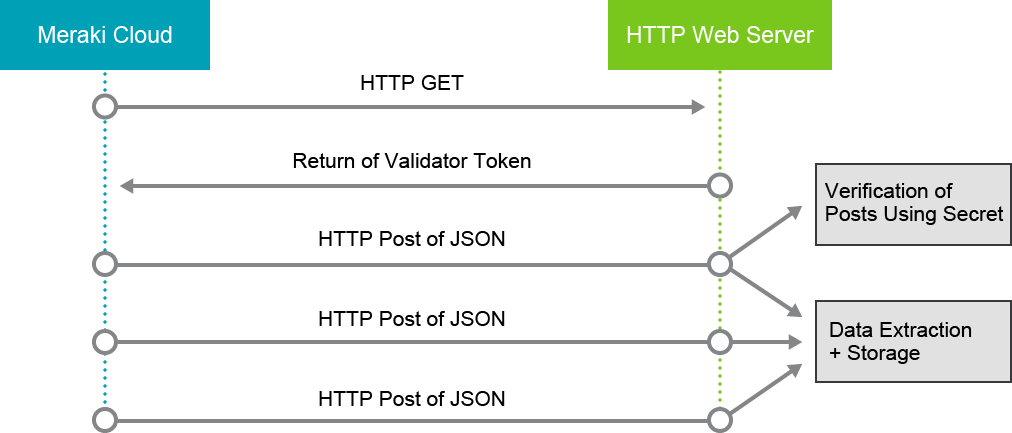 Meraki Cloud
HTTP Web Server
HTTP GET
Return of Validator Token
Verification of
Posts Using Secret
HTTP Post of JSON
HTTP Post of JSON
Data Extraction
+ Storage
HTTP Post of JSON